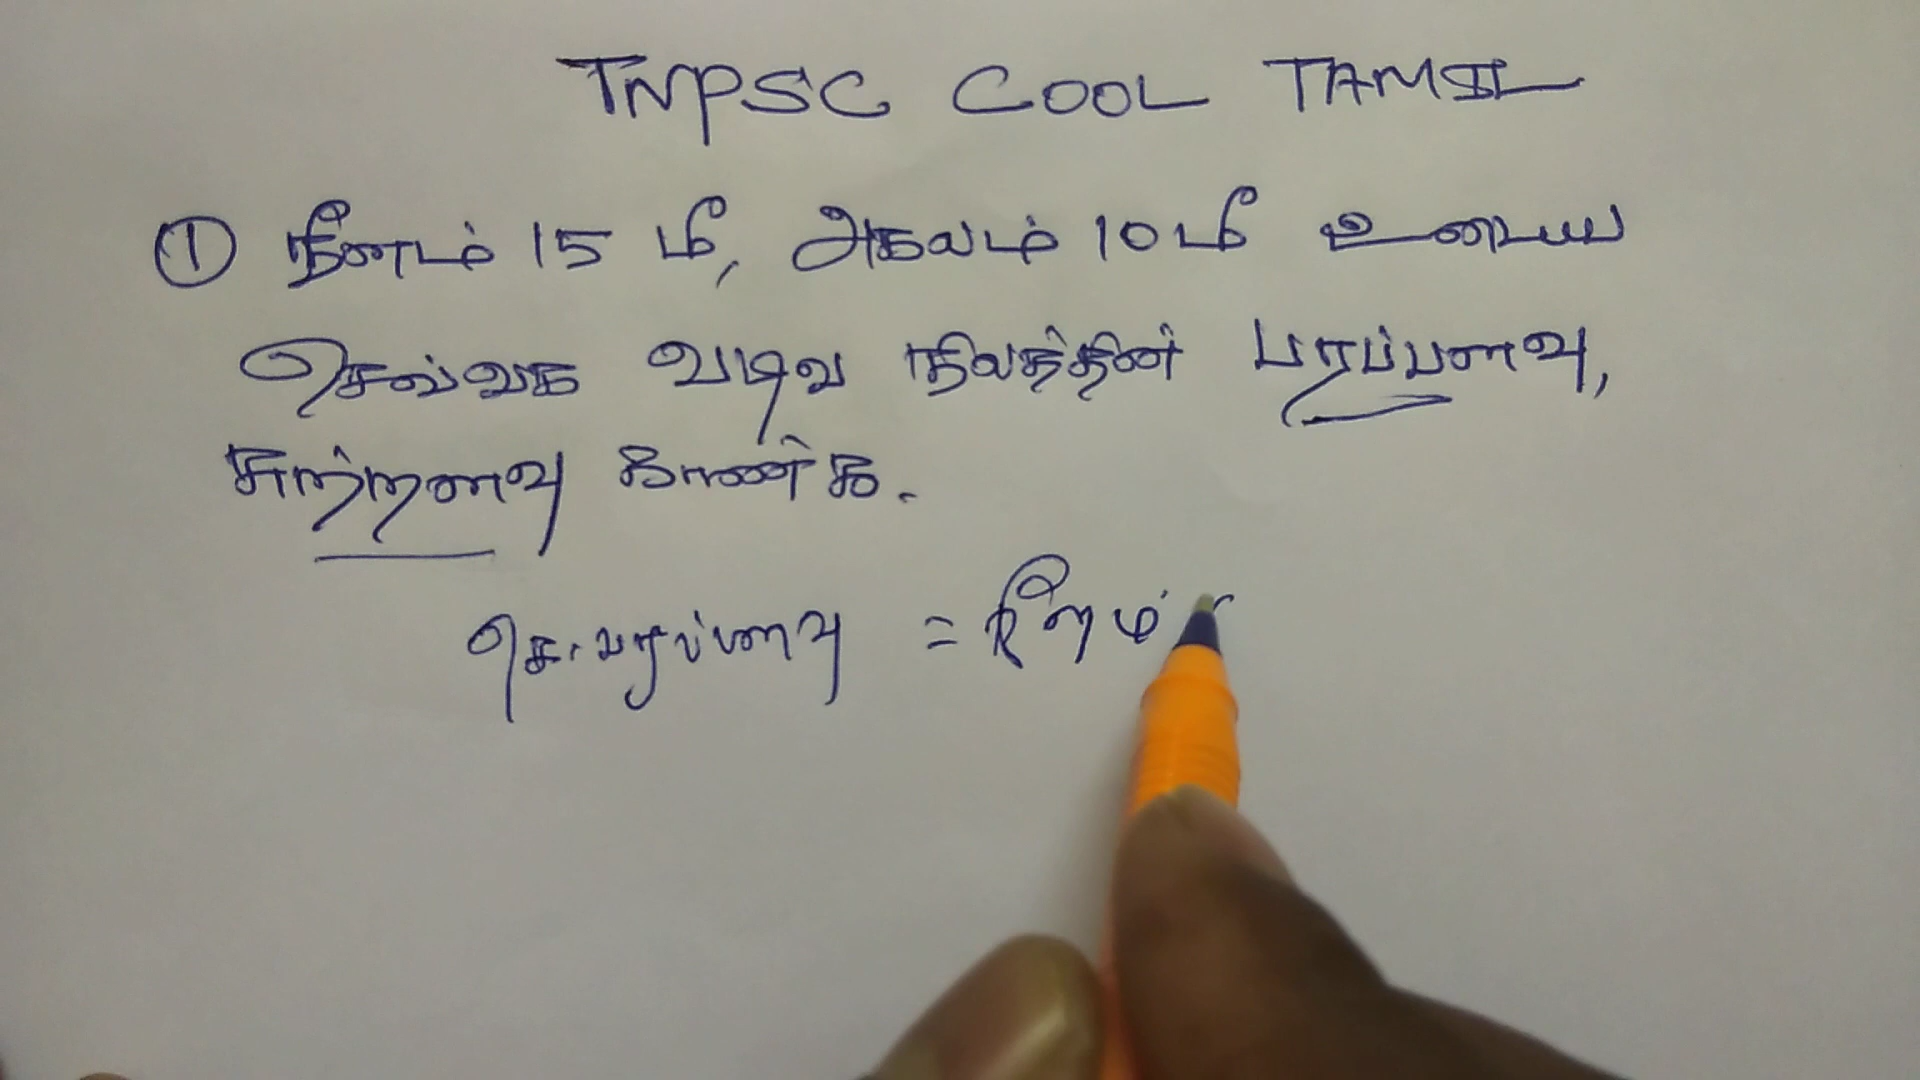 TNPSC COOL TAMIL
① நீளம் 15 மீ, அகலம் 10 மீ உடைய
செவ்வக வடிவ நிலத்தின் பரப்பளவு,
சுற்றளவு காண்க.
செ.பரப்பளவு = நீளம்